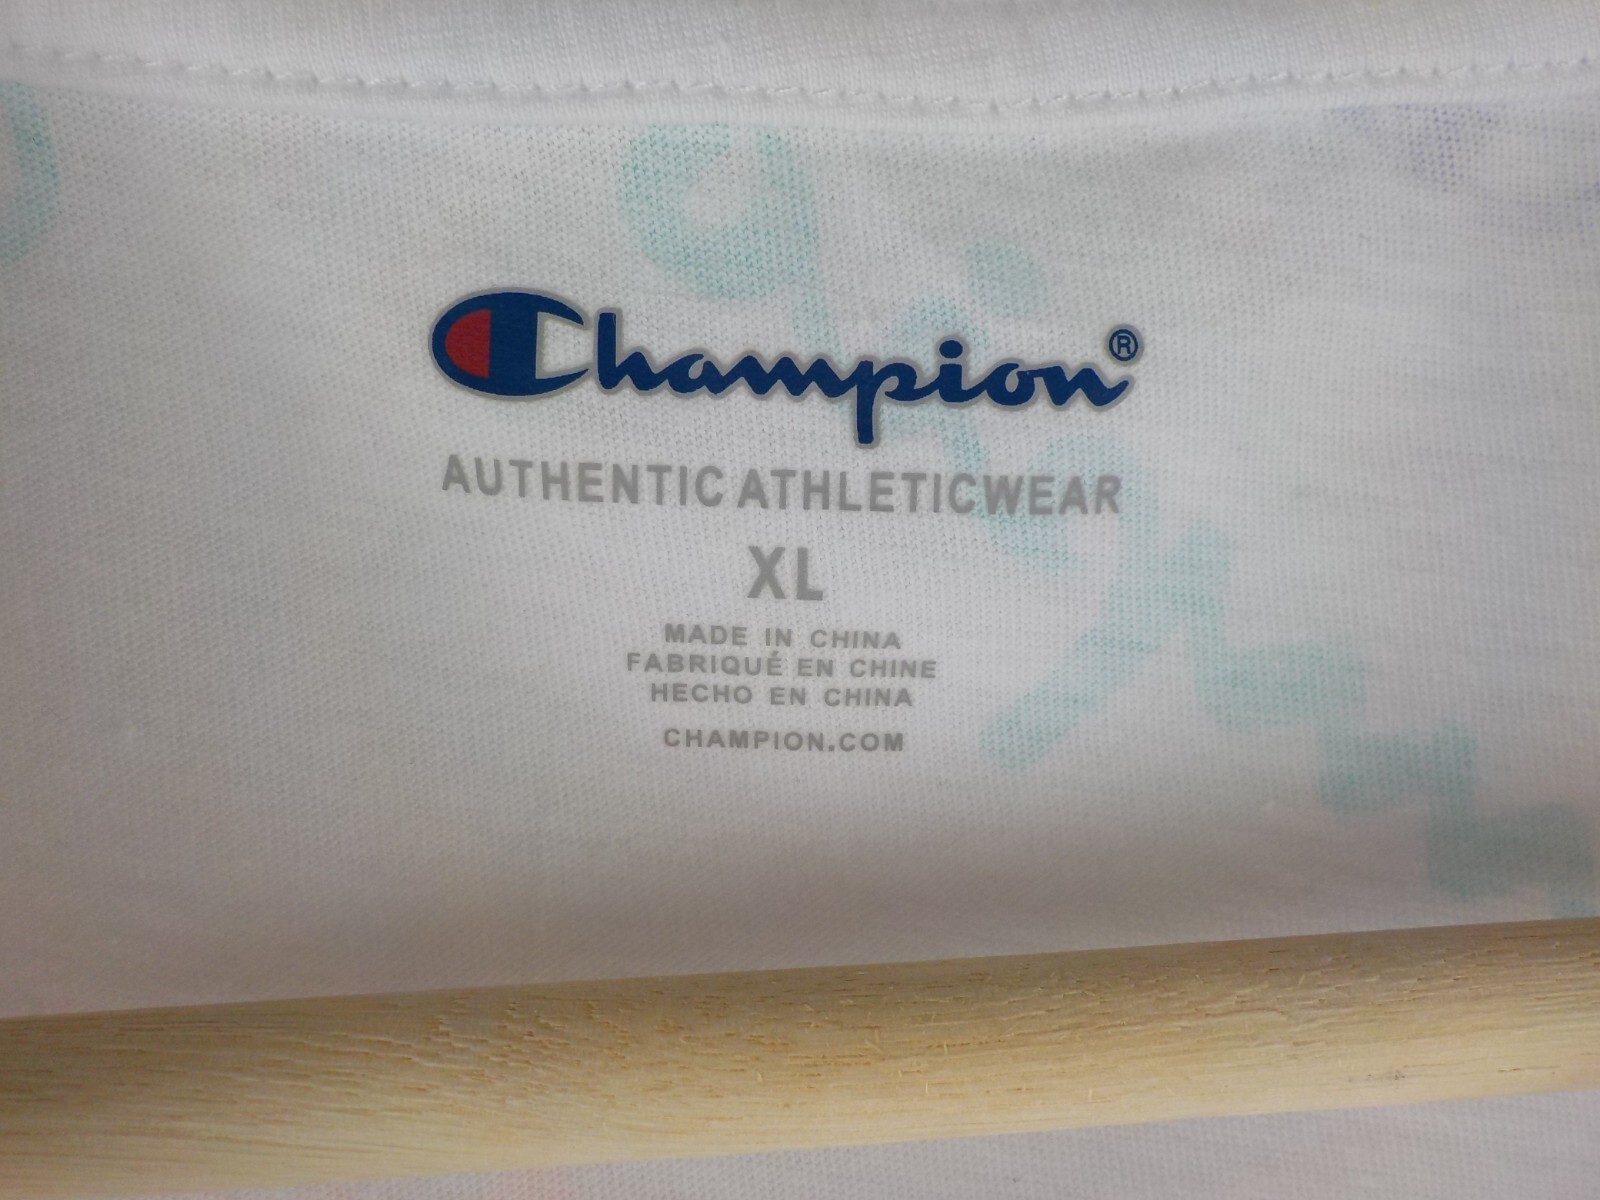 Champion®
AUTHENTIC ATHLETICWEAR
XL
MADE IN CHINA
FABRIQUÉ EN CHINE
HECHO EN CHINA
CHAMPION.COM